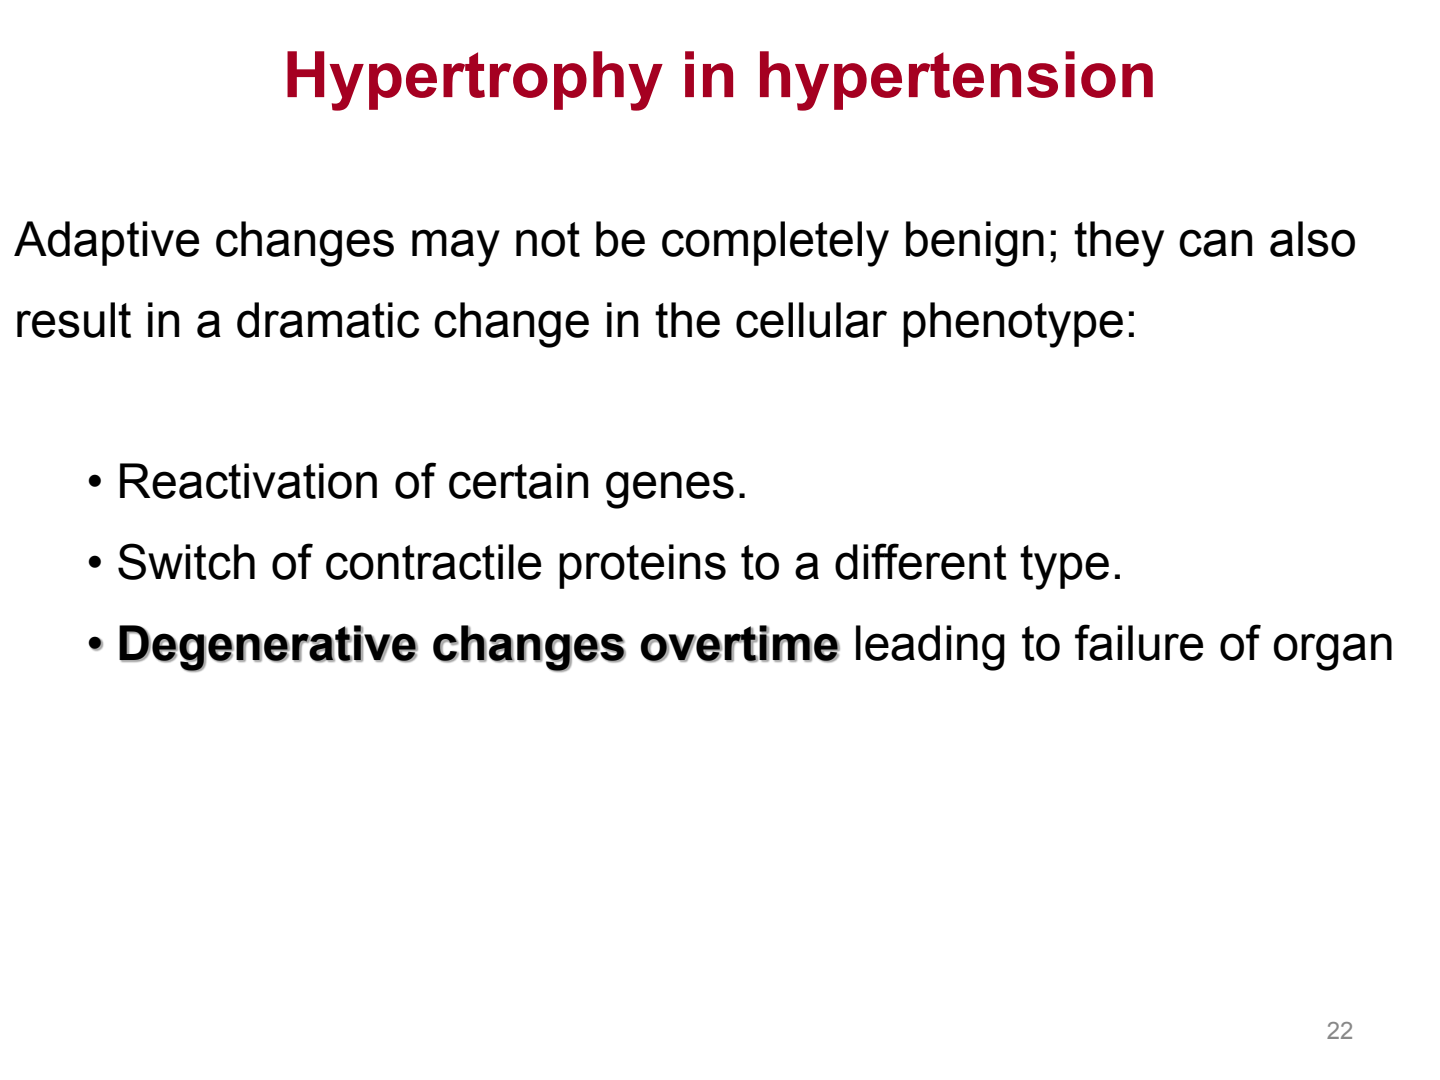 Hypertrophy in hypertension
Adaptive changes may not be completely benign; they can also
result in a dramatic change in the cellular phenotype:
• Reactivation of certain genes.
• Switch of contractile proteins to a different type.
• Degenerative changes overtime leading to failure of organ
22